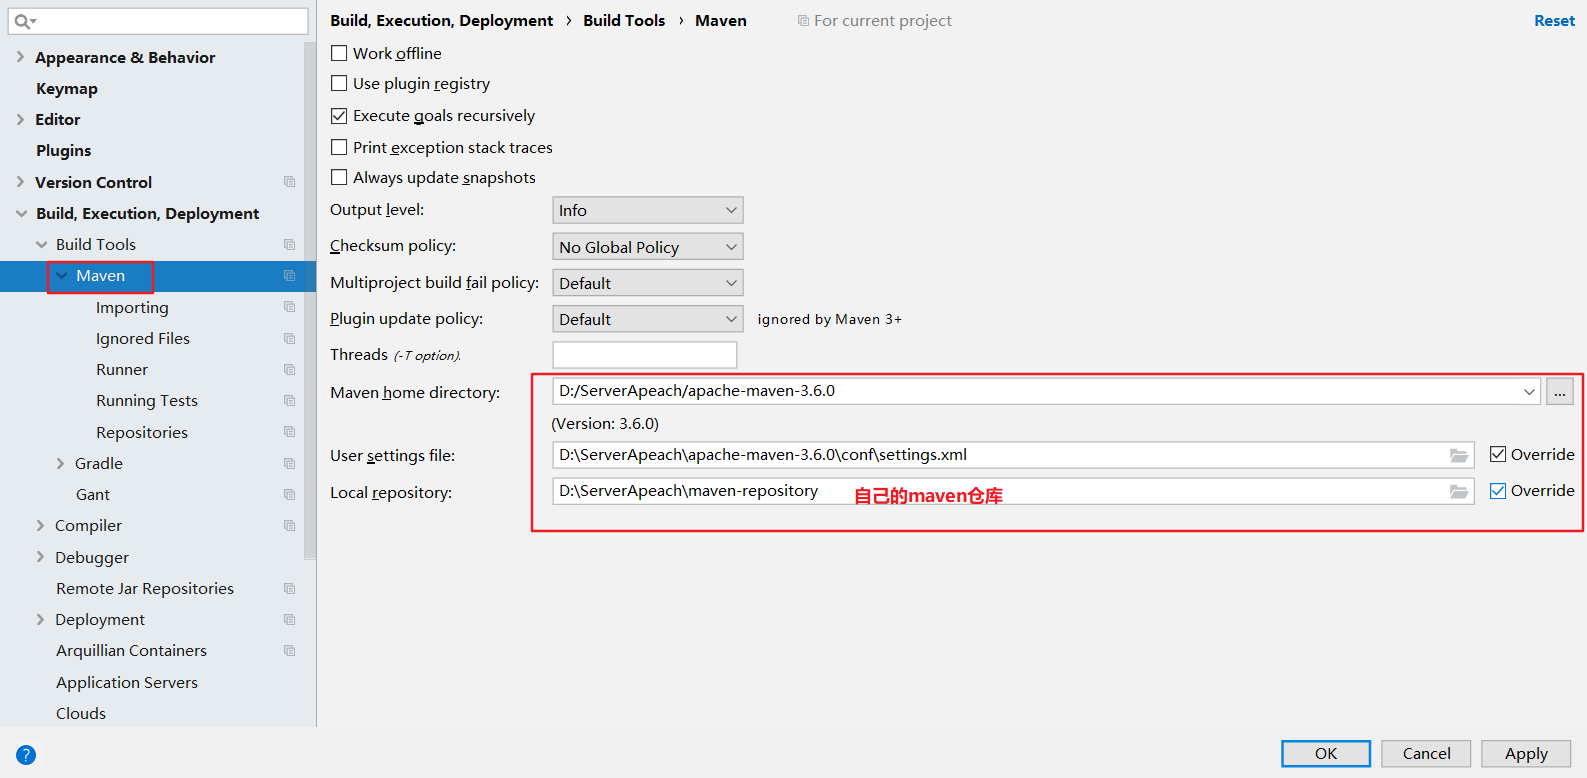 Appearance & Behavior
Keymap
Editor
Plugins
Version Control
Build, Execution, Deployment
Build Tools
Maven
Importing
Ignored Files
Runner
Running Tests
Repositories
Gradle
Gant
Compiler
Debugger
Remote Jar Repositories
Deployment
Arquillian Containers
Application Servers
Clouds
?
Build, Execution, Deployment › Build Tools › Maven For current project Reset
Work offline
Use plugin registry
Execute goals recursively
Print exception stack traces
Always update snapshots
Output level: Info
Checksum policy: No Global Policy
Multiproject build fail policy: Default
Plugin update policy: Default ignored by Maven 3+
Threads (-T option).
Maven home directory: D:/ServerApeach/apache-maven-3.6.0 ...
(Version: 3.6.0)
User settings file: D:\ServerApeach\apache-maven-3.6.0\conf\settings.xml Override
Local repository: D:\ServerApeach\maven-repository 自己的maven仓库 Override
OK Cancel Apply